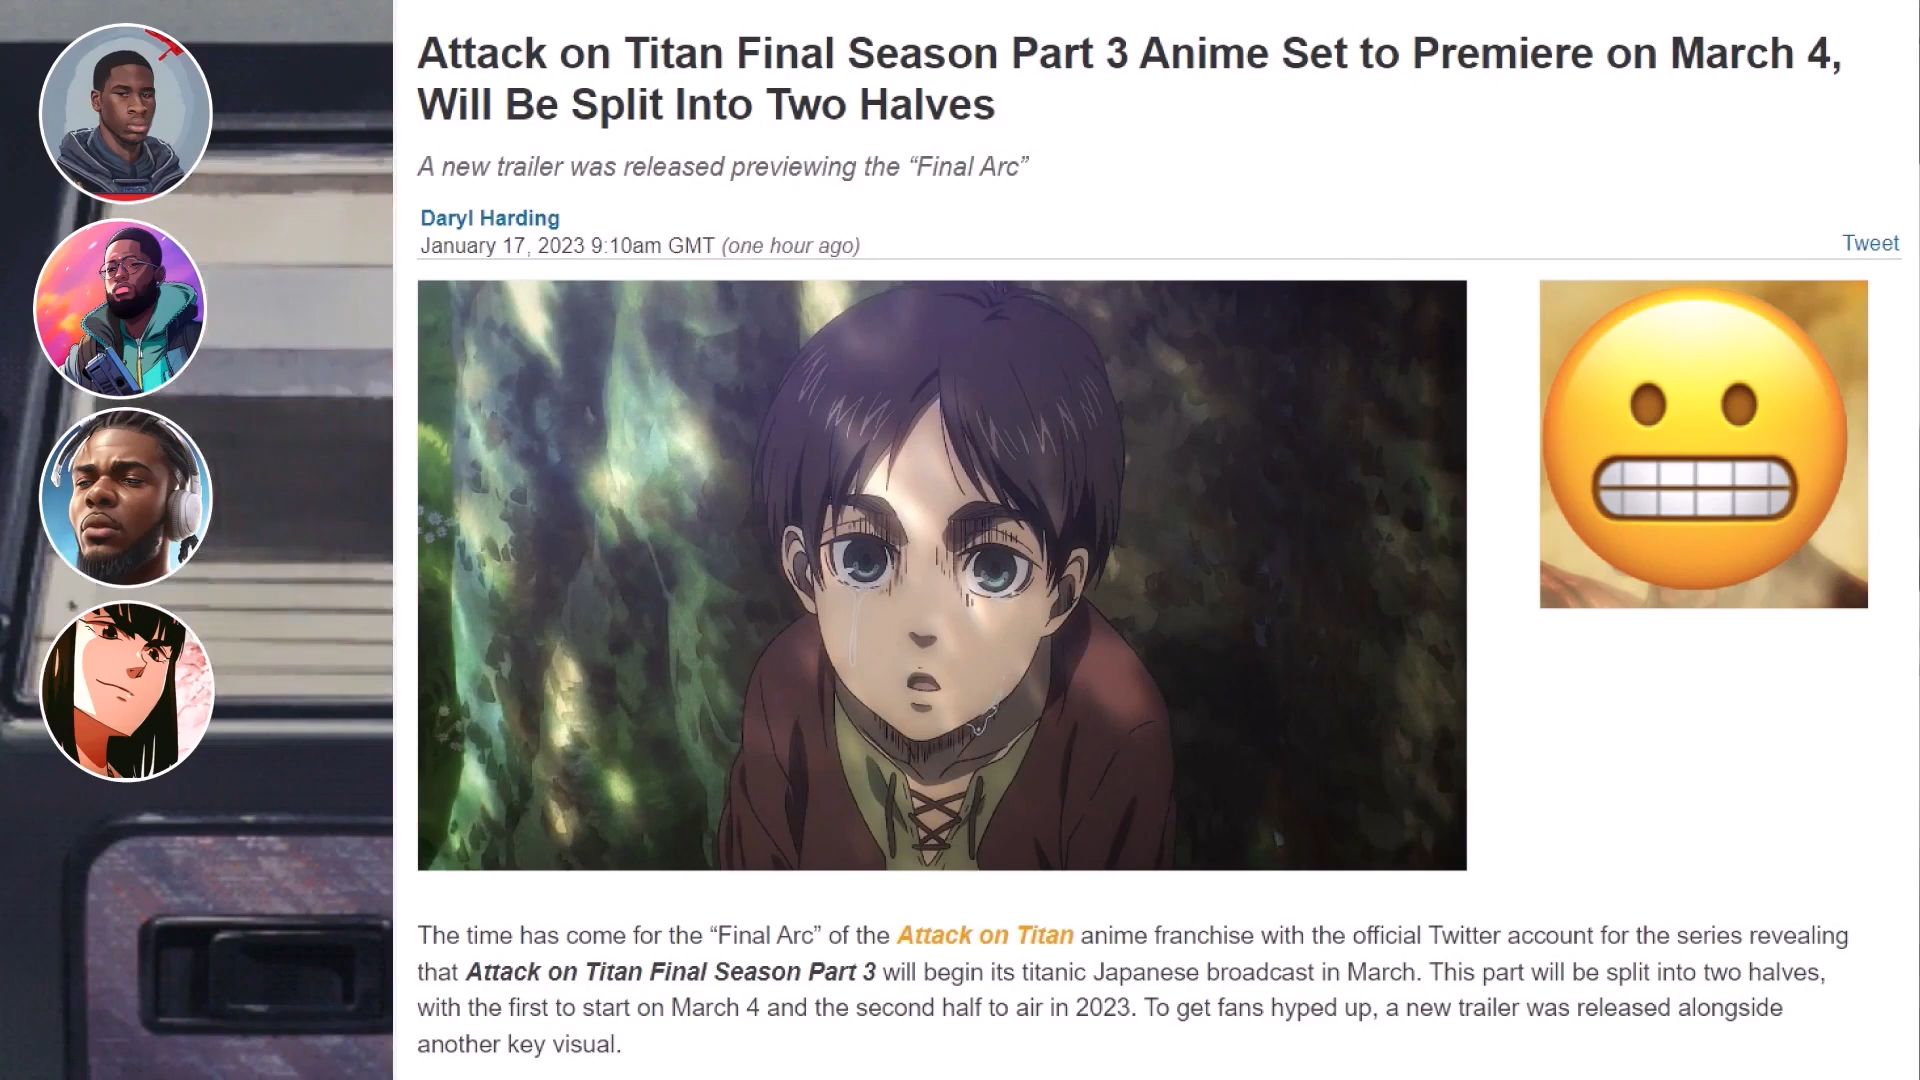 Attack on Titan Final Season Part 3 Anime Set to Premiere on March 4,
Will Be Split Into Two Halves
A new trailer was released previewing the “Final Arc”
Daryl Harding
January 17, 2023 9:10am GMT (one hour ago)
Tweet
The time has come for the “Final Arc” of the Attack on Titan anime franchise with the official Twitter account for the series revealing
that Attack on Titan Final Season Part 3 will begin its titanic Japanese broadcast in March. This part will be split into two halves,
with the first to start on March 4 and the second half to air in 2023. To get fans hyped up, a new trailer was released alongside
another key visual.